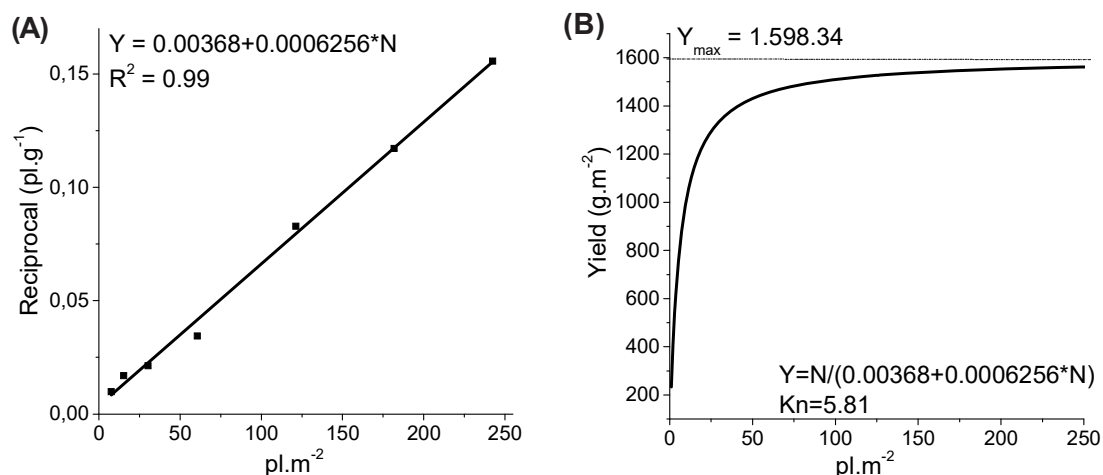 (A)
Y = 0.00368+0.0006256*N
R² = 0.99
0,15
0,10
0,05
0,00
Reciprocal (pl.g⁻¹)
0 50 100 150 200 250
pl.m⁻²
(B)
Yₘₐₓ = 1.598.34
1600
1400
1200
1000
800
600
400
200
Yield (g.m⁻²)
Y=N/(0.00368+0.0006256*N)
Kn=5.81
0 50 100 150 200 250
pl.m⁻²